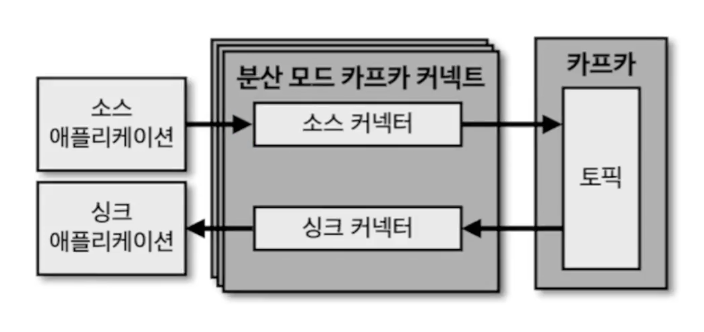 분산 모드 카프카 커넥트
카프카
소스
애플리케이션
소스 커넥터
토픽
싱크
애플리케이션
싱크 커넥터